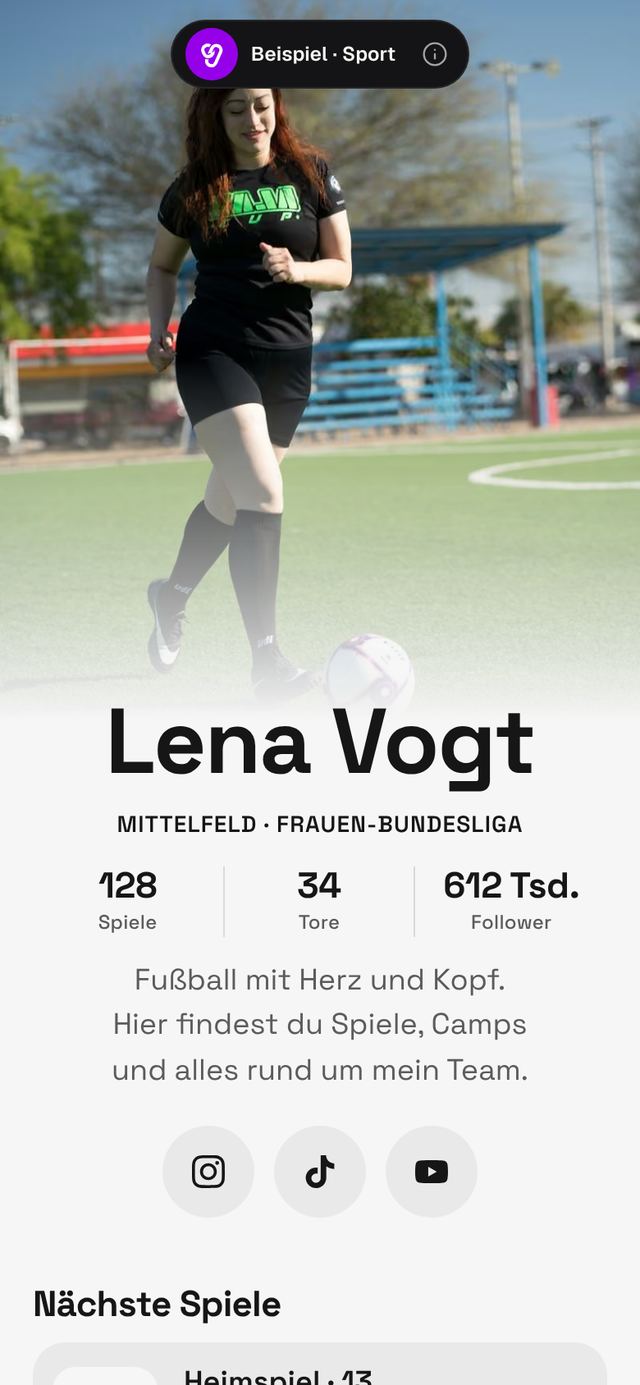 Beispiel · Sport
Lena Vogt
MITTELFELD · FRAUEN-BUNDESLIGA
128
Spiele
34
Tore
612 Tsd.
Follower
Fußball mit Herz und Kopf.
Hier findest du Spiele, Camps
und alles rund um mein Team.
Nächste Spiele
Heimspiel · 13